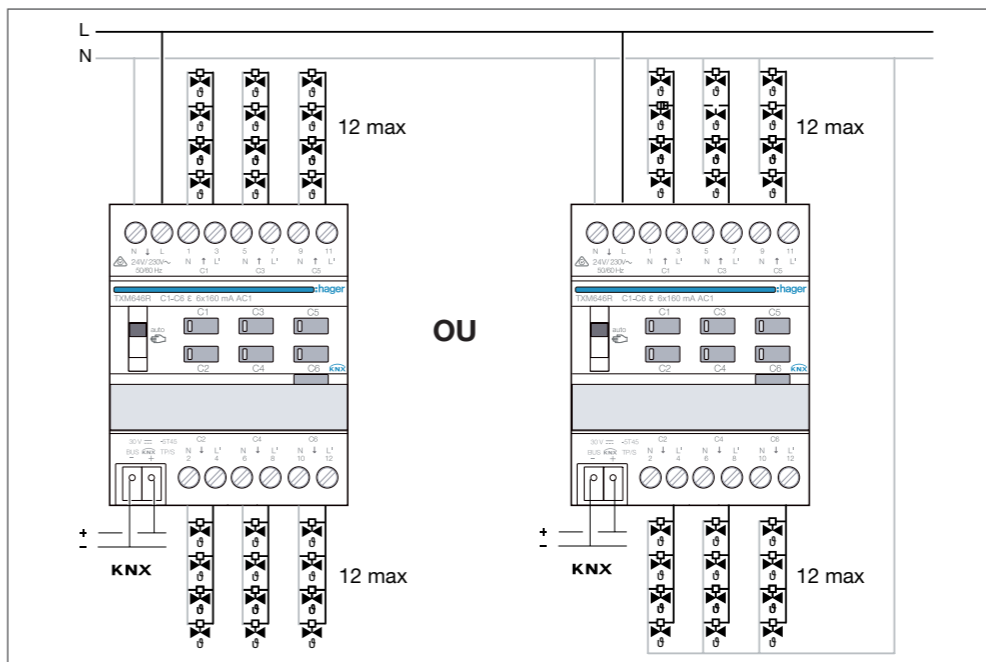 L
N
12 max
12 max
1 3 5 7 9 11
N ↓ L N ↑ L' N ↑ L' N ↑ L'
24V/230V~
50/60 Hz
C1 C3 C5
:hager
TXM646R C1-C6 £ 6x160 mA AC1
auto
C1 C3 C5
C2 C4 C6
KNX
30 V -ST45
BUS KNX TP/S
- +
C2 C4 C6
N ↓ L' N ↓ L' N ↓ L'
2 4 6 8 10 12
+
-
KNX
12 max
OU
1 3 5 7 9 11
N ↓ L N ↑ L' N ↑ L' N ↑ L'
24V/230V~
50/60 Hz
C1 C3 C5
:hager
TXM646R C1-C6 £ 6x160 mA AC1
auto
C1 C3 C5
C2 C4 C6
KNX
30 V -ST45
BUS KNX TP/S
- +
C2 C4 C6
N ↓ L' N ↓ L' N ↓ L'
2 4 6 8 10 12
+
-
KNX
12 max